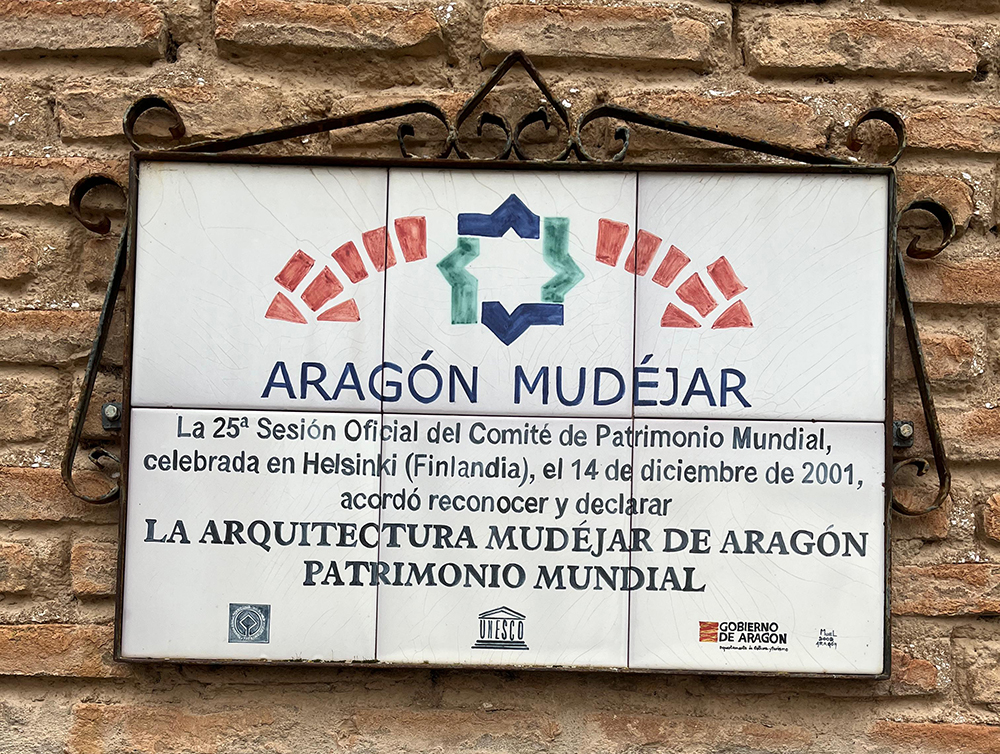 ARAGÓN MUDÉJAR
La 25ª Sesión Oficial del Comité de Patrimonio Mundial,
celebrada en Helsinki (Finlandia), el 14 de diciembre de 2001,
acordó reconocer y declarar
LA ARQUITECTURA MUDÉJAR DE ARAGÓN
PATRIMONIO MUNDIAL
UNESCO
GOBIERNO
DE ARAGON